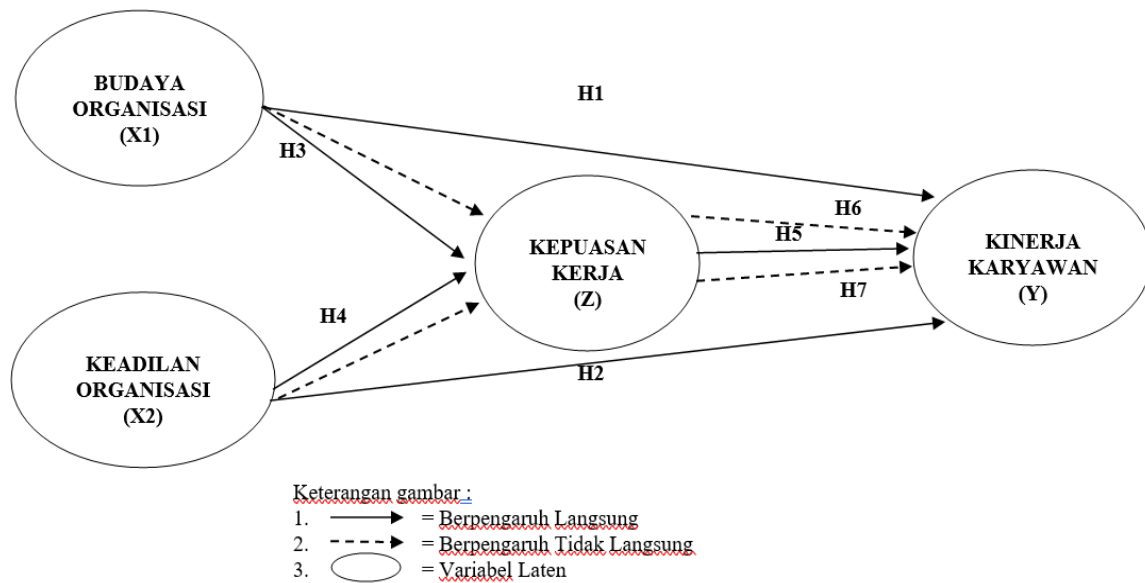 BUDAYA
ORGANISASI
(X1)
H1
H3
H6
H5
KEPUASAN
KERJA
(Z)
KINERJA
KARYAWAN
(Y)
H7
H4
KEADILAN
ORGANISASI
(X2)
H2
Keterangan gambar :
1. = Berpengaruh Langsung
2. = Berpengaruh Tidak Langsung
3. = Variabel Laten